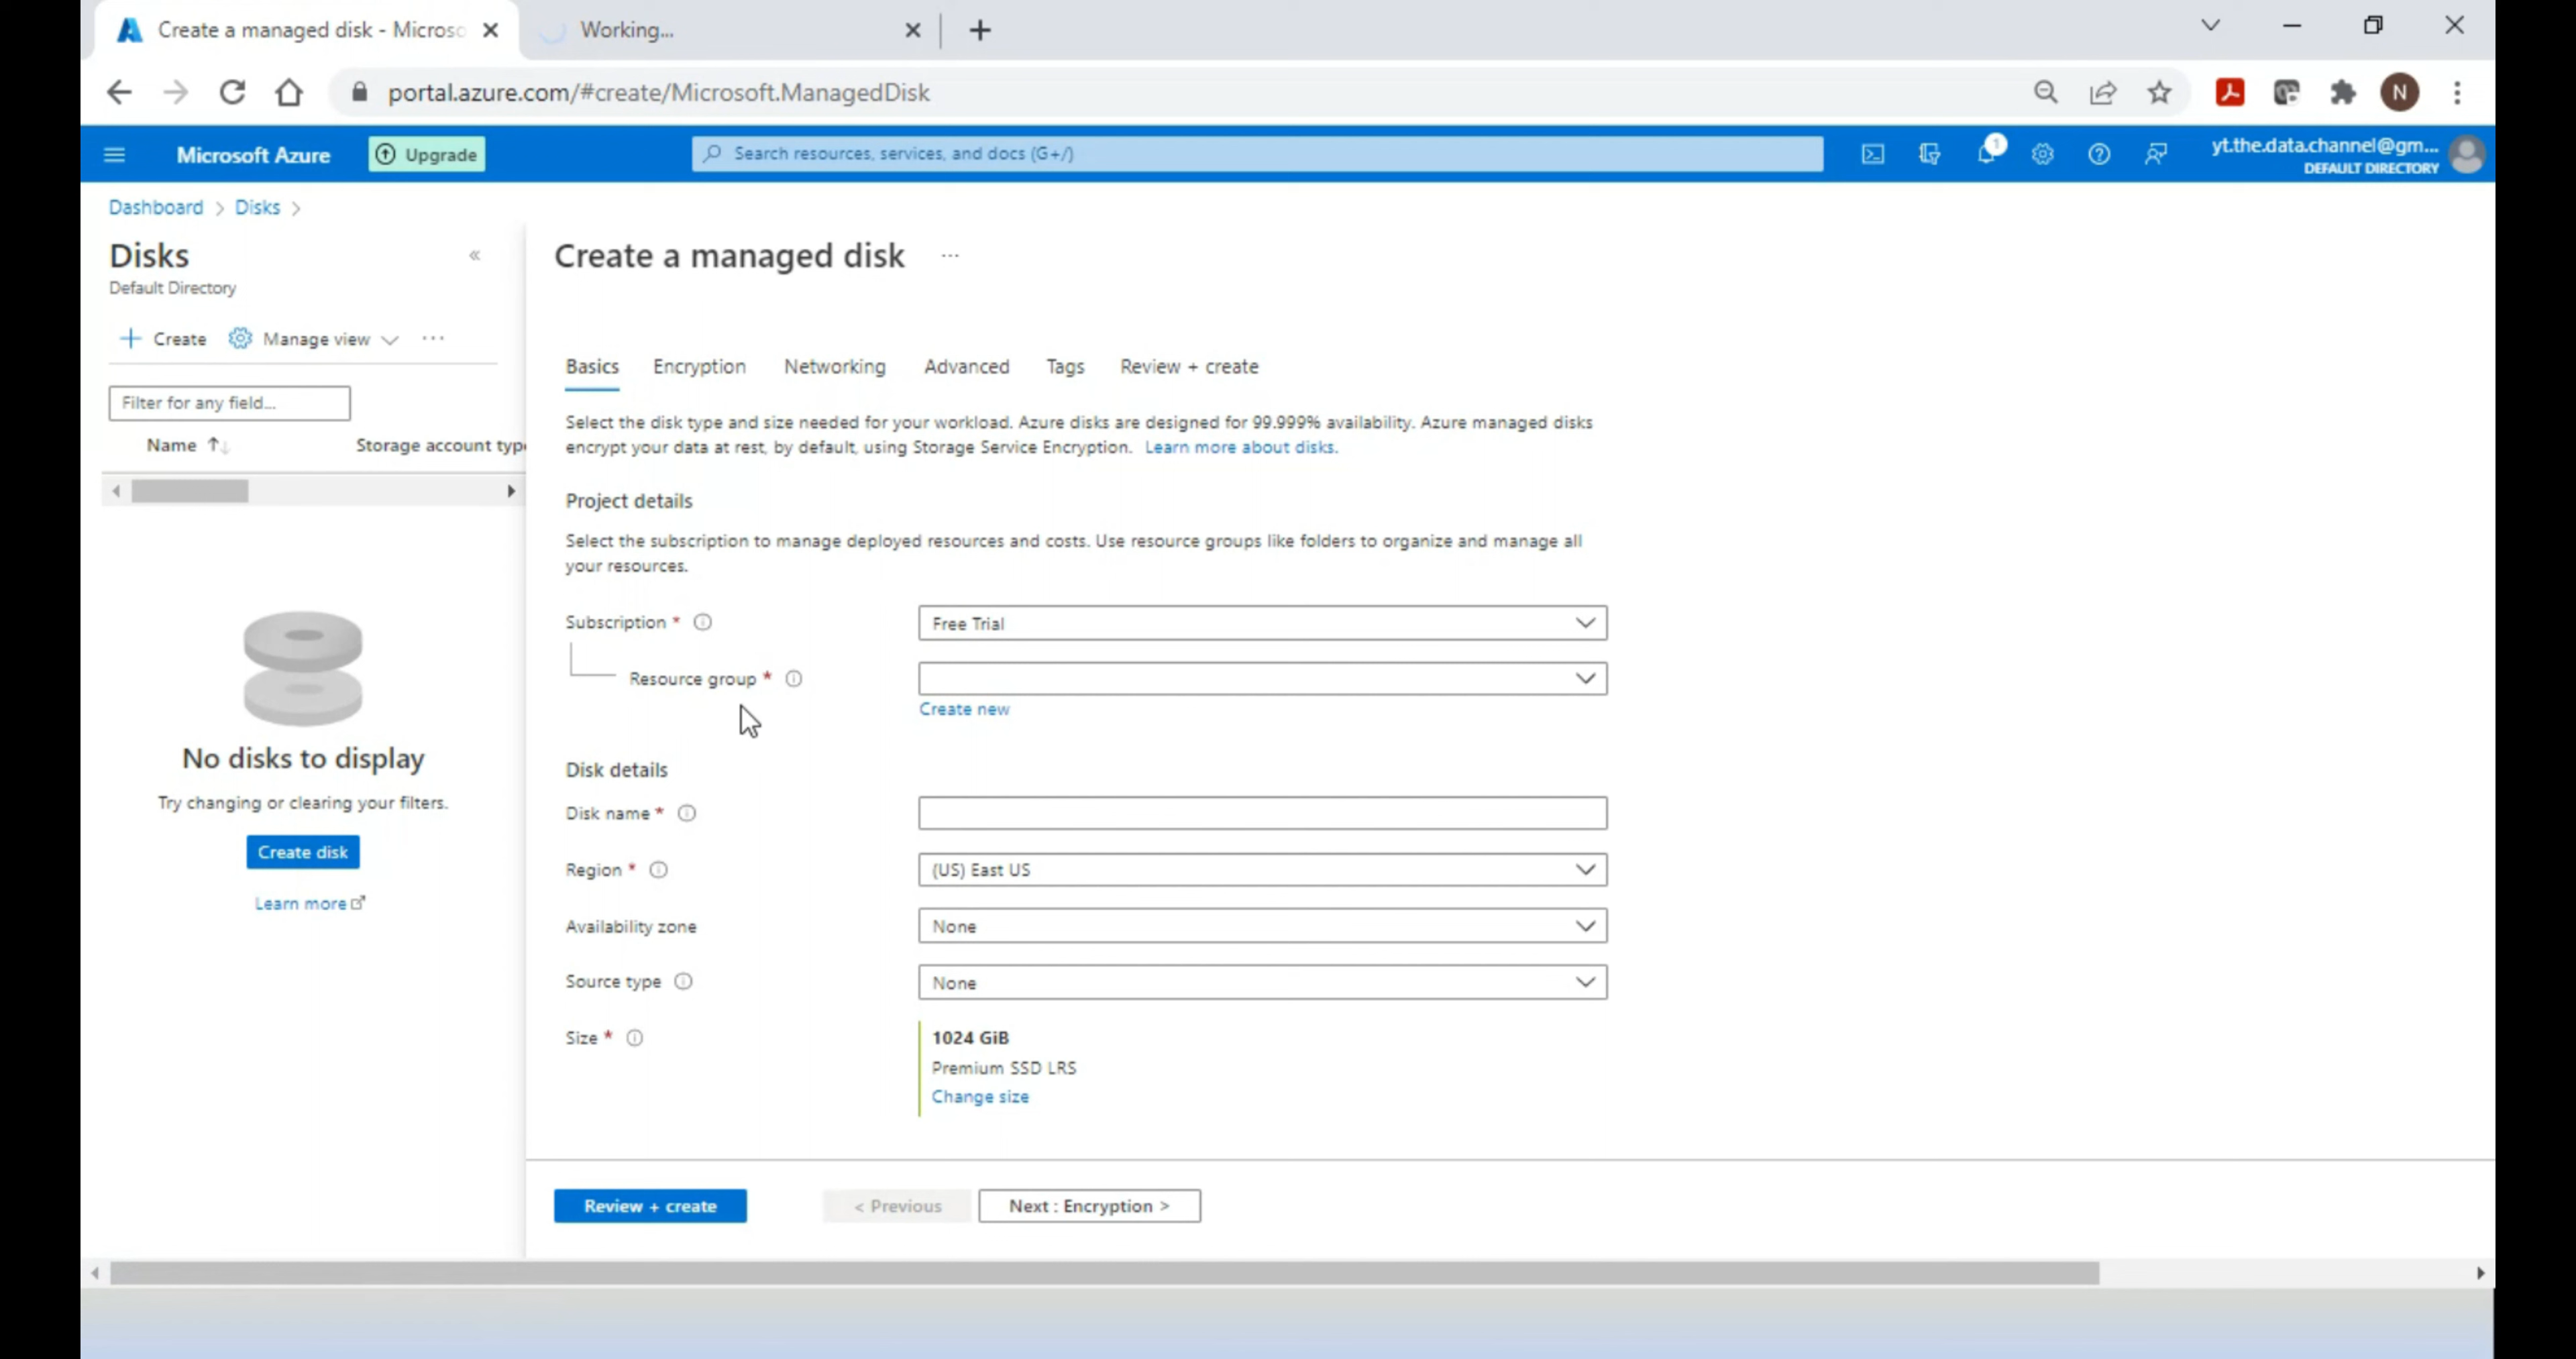 Create a managed disk - Microso
Working...
portal.azure.com/#create/Microsoft.ManagedDisk
N
Microsoft Azure
Upgrade
Search resources, services, and docs (G+/)
1
yt.the.data.channel@gm...
DEFAULT DIRECTORY
Dashboard > Disks >
Disks
Default Directory
«
+ Create
Manage view
...
Filter for any field...
Name ↑↓
Storage account type
No disks to display
Try changing or clearing your filters.
Create disk
Learn more
Create a managed disk ...
Basics
Encryption
Networking
Advanced
Tags
Review + create
Select the disk type and size needed for your workload. Azure disks are designed for 99.999% availability. Azure managed disks
encrypt your data at rest, by default, using Storage Service Encryption. Learn more about disks.
Project details
Select the subscription to manage deployed resources and costs. Use resource groups like folders to organize and manage all
your resources.
Subscription *
Free Trial
Resource group *
Create new
Disk details
Disk name *
Region *
(US) East US
Availability zone
None
Source type
None
Size *
1024 GiB
Premium SSD LRS
Change size
Review + create
< Previous
Next : Encryption >